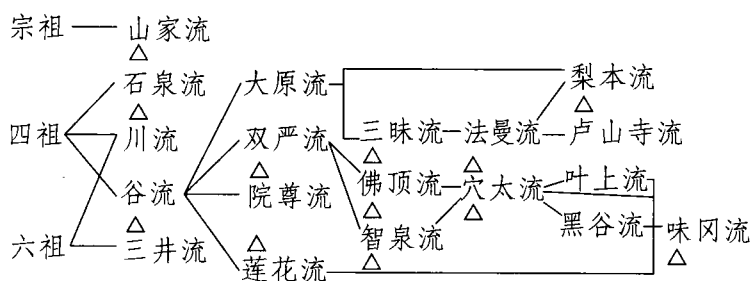 宗祖 山家流
△
石泉流 大原流 梨本流
△ △
四祖 川流 双严流 三昧流 法曼流 卢山寺流
△ △ △
谷流 院尊流 佛顶流 穴太流 叶上流
△ △ △ △
六祖 三井流 莲花流 智泉流 黑谷流 味冈流
△ △